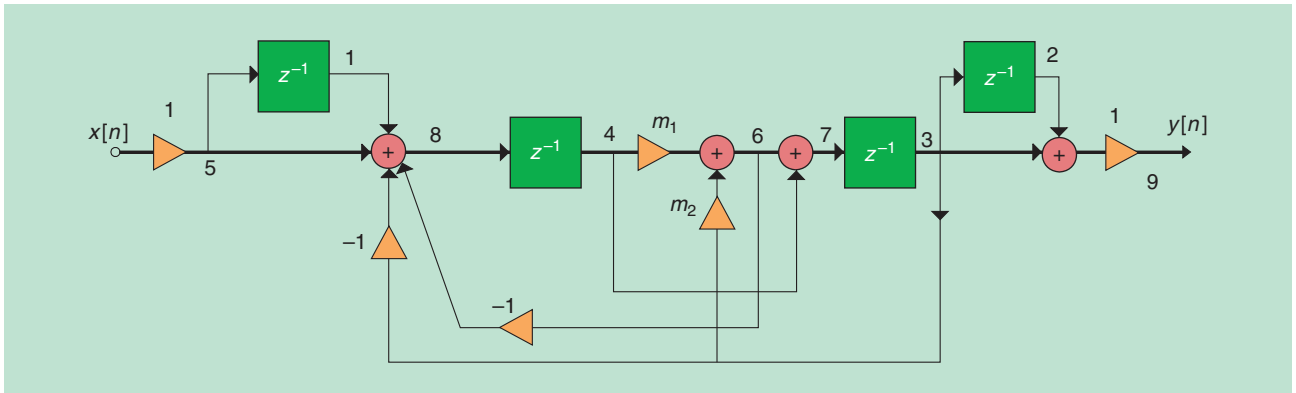 x[n]
1
5
z⁻¹
1
+
8
z⁻¹
4
m₁
+
6
+
7
z⁻¹
3
z⁻¹
2
+
1
y[n]
9
m₂
–1
–1